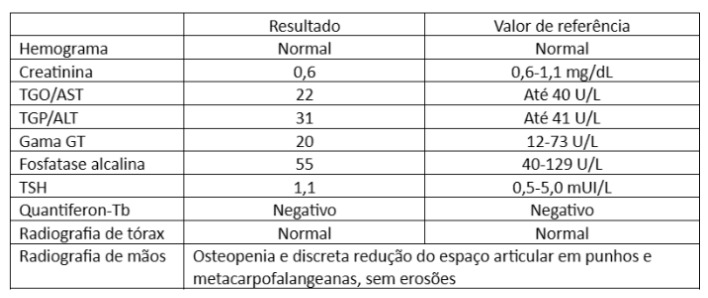 Resultado Valor de referência
Hemograma Normal Normal
Creatinina 0,6 0,6-1,1 mg/dL
TGO/AST 22 Até 40 U/L
TGP/ALT 31 Até 41 U/L
Gama GT 20 12-73 U/L
Fosfatase alcalina 55 40-129 U/L
TSH 1,1 0,5-5,0 mUI/L
Quantiferon-Tb Negativo Negativo
Radiografia de tórax Normal Normal
Radiografia de mãos Osteopenia e discreta redução do espaço articular em punhos e
metacarpofalangeanas, sem erosões